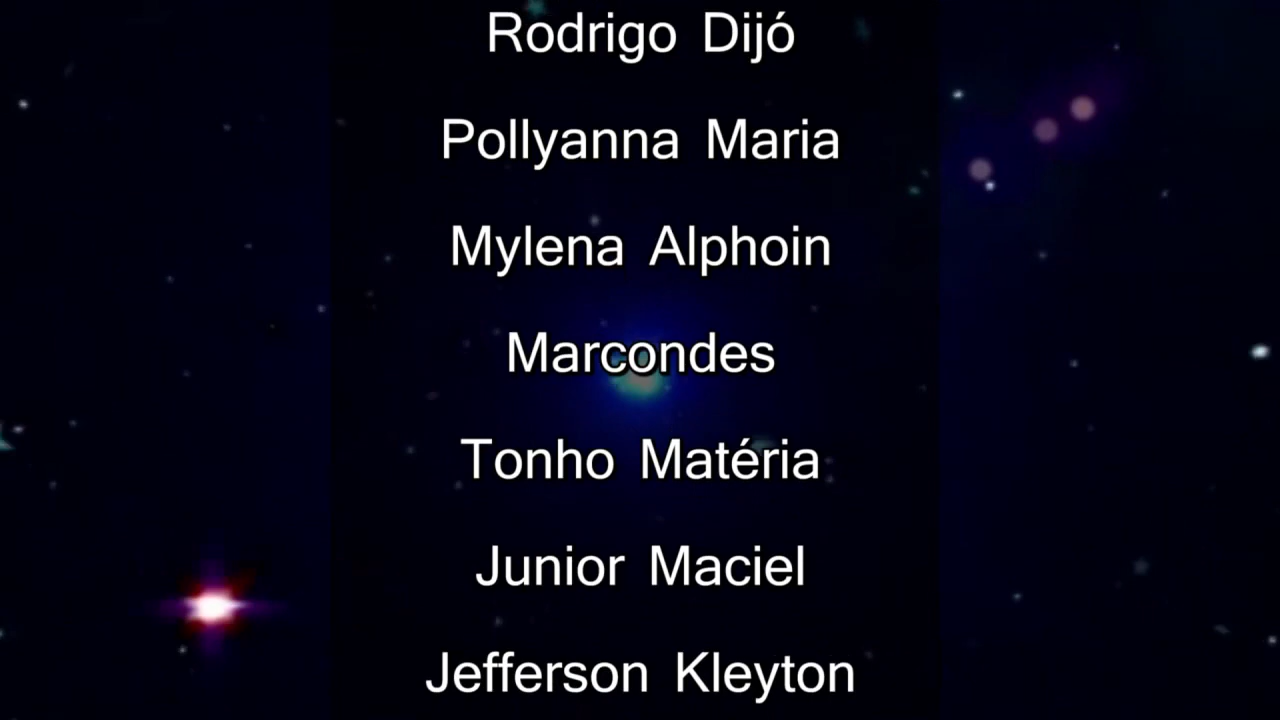 Rodrigo Dijó
Pollyanna Maria
Mylena Alphoin
Marcondes
Tonho Matéria
Junior Maciel
Jefferson Kleyton